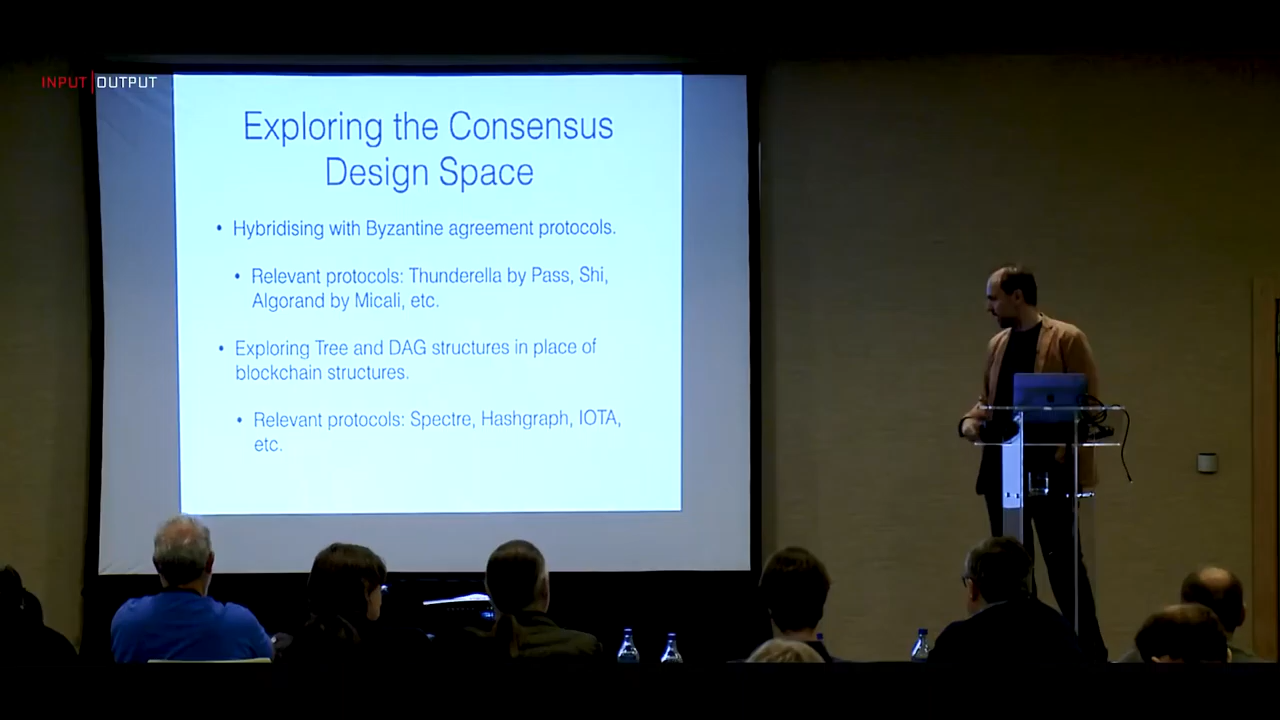 INPUT|OUTPUT
Exploring the Consensus
Design Space
• Hybridising with Byzantine agreement protocols.
• Relevant protocols: Thunderella by Pass, Shi,
Algorand by Micali, etc.
• Exploring Tree and DAG structures in place of
blockchain structures.
• Relevant protocols: Spectre, Hashgraph, IOTA,
etc.